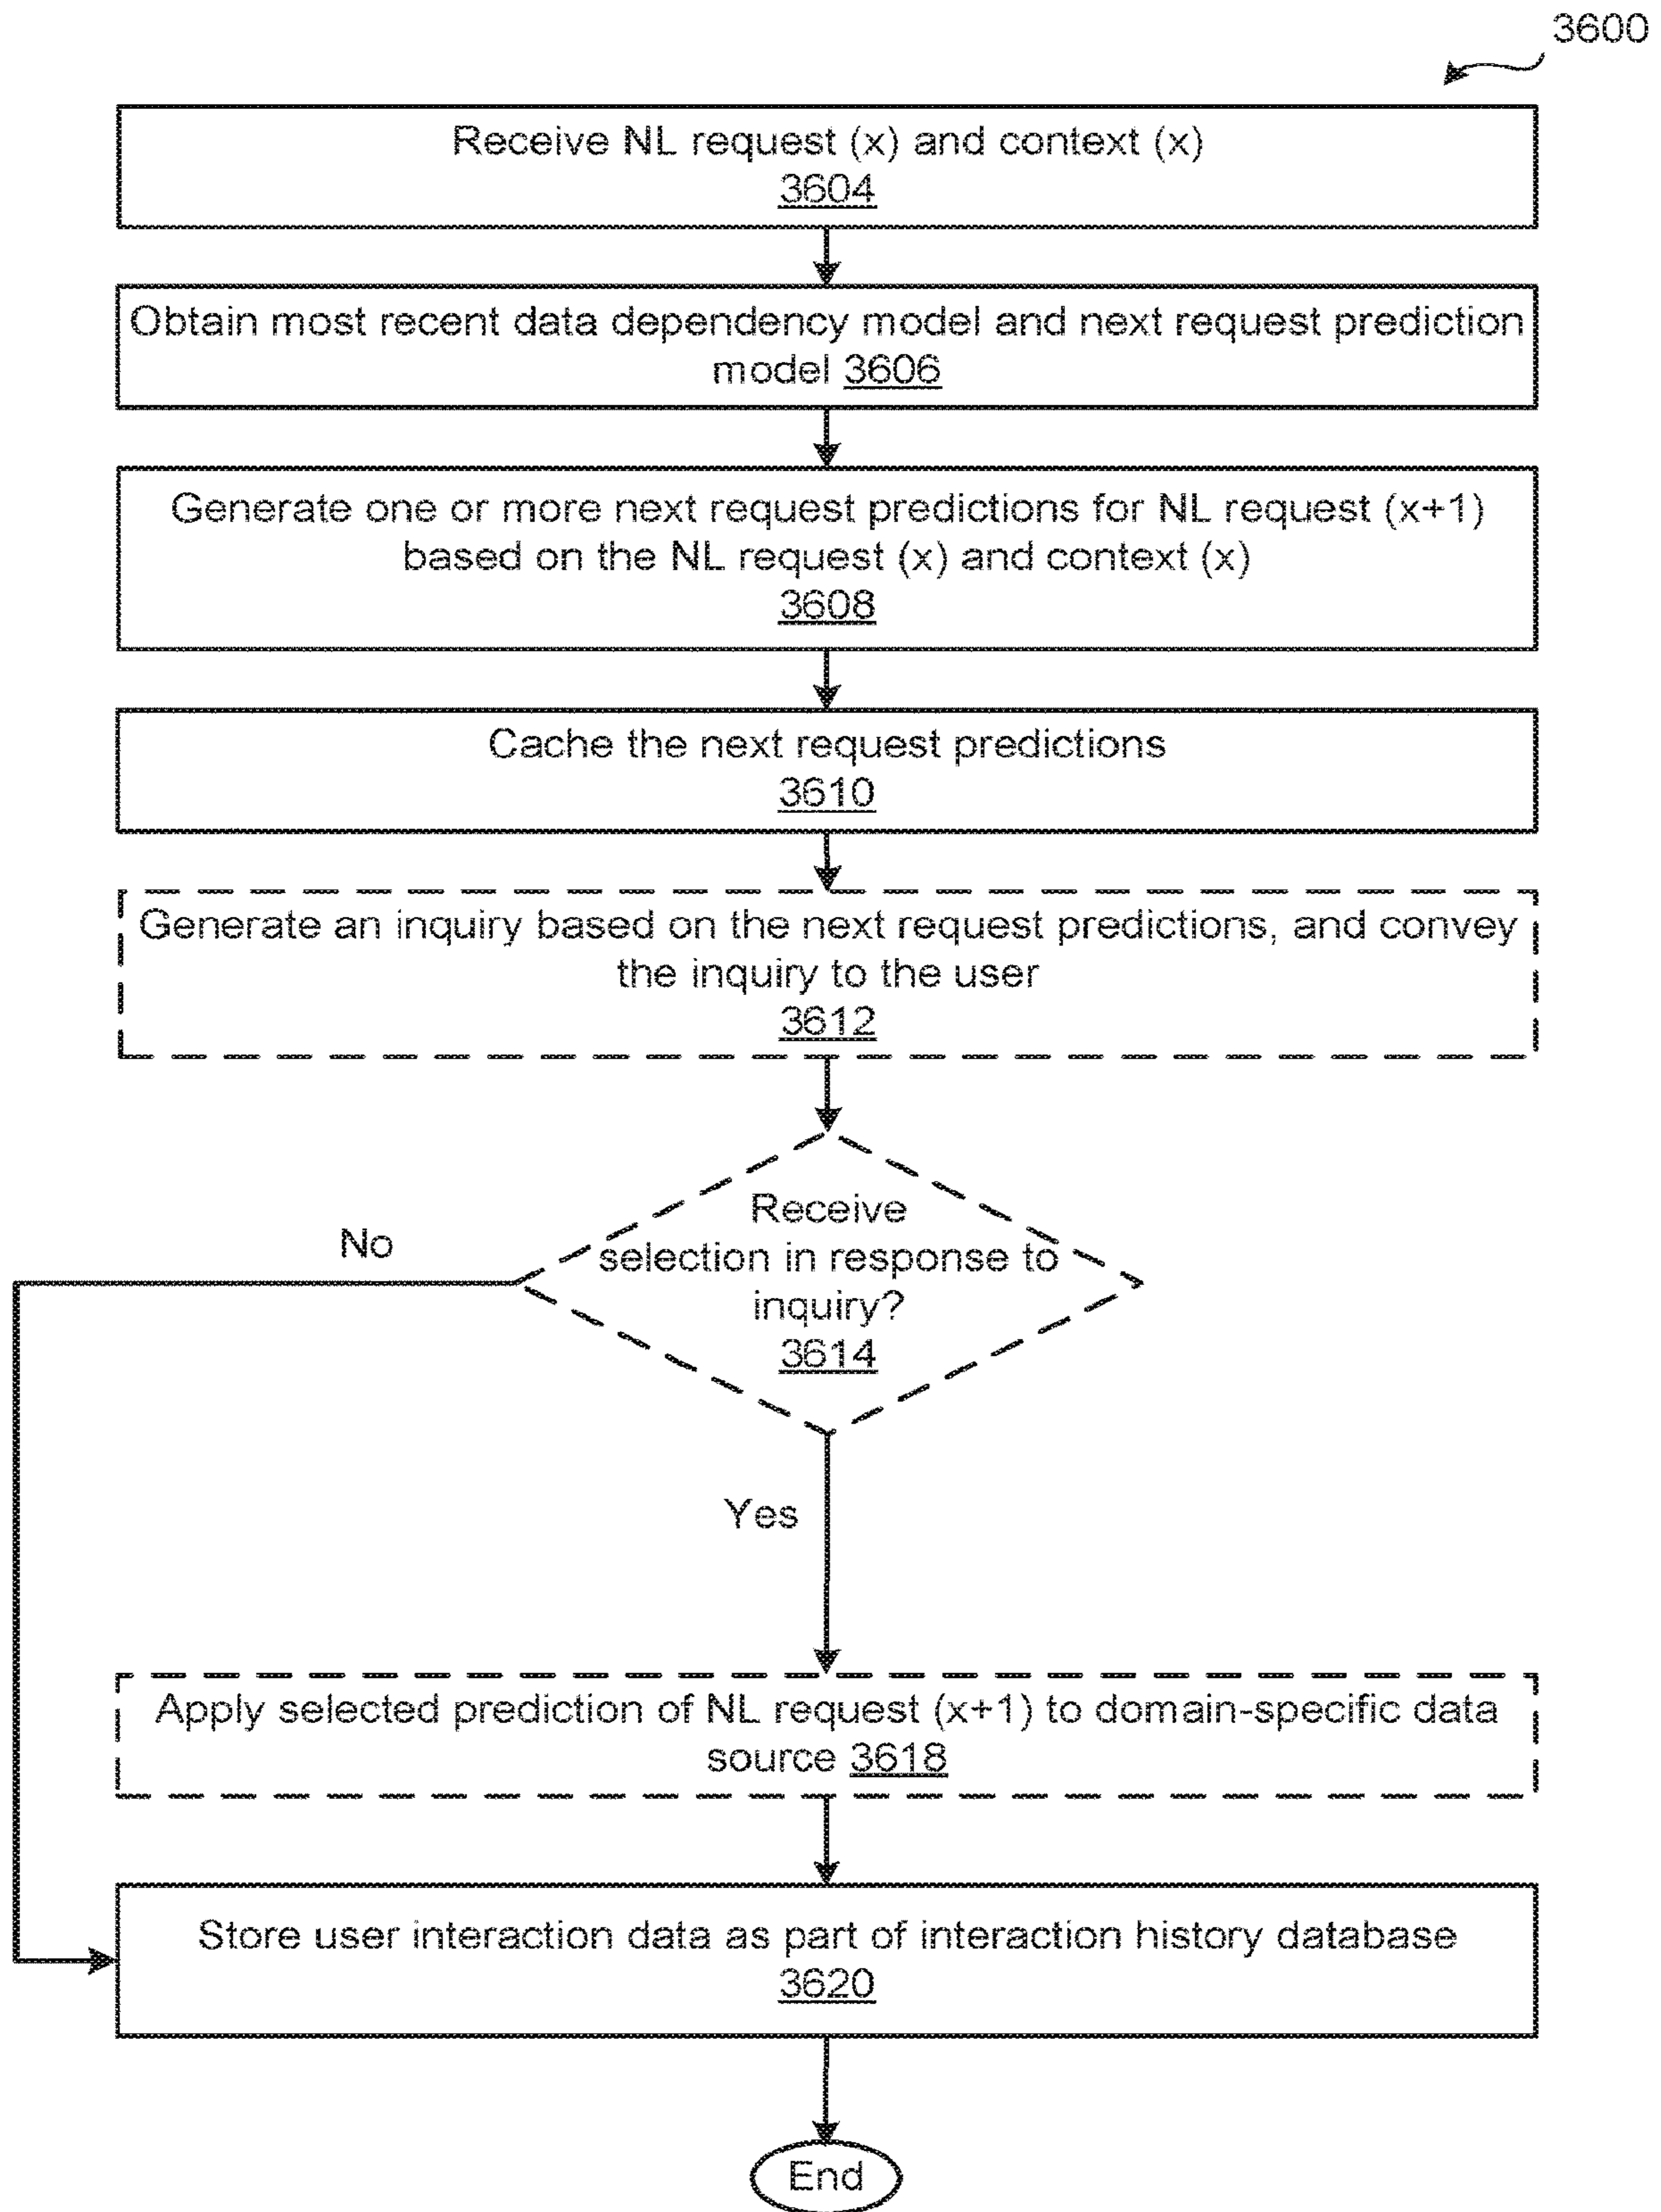 3600
Receive NL request (x) and context (x)
3604
Obtain most recent data dependency model and next request prediction
model 3606
Generate one or more next request predictions for NL request (x+1)
based on the NL request (x) and context (x)
3608
Cache the next request predictions
3610
Generate an inquiry based on the next request predictions, and convey
the inquiry to the user
3612
Receive
selection in response to
inquiry?
3614
No
Yes
Apply selected prediction of NL request (x+1) to domain-specific data
source 3618
Store user interaction data as part of interaction history database
3620
End